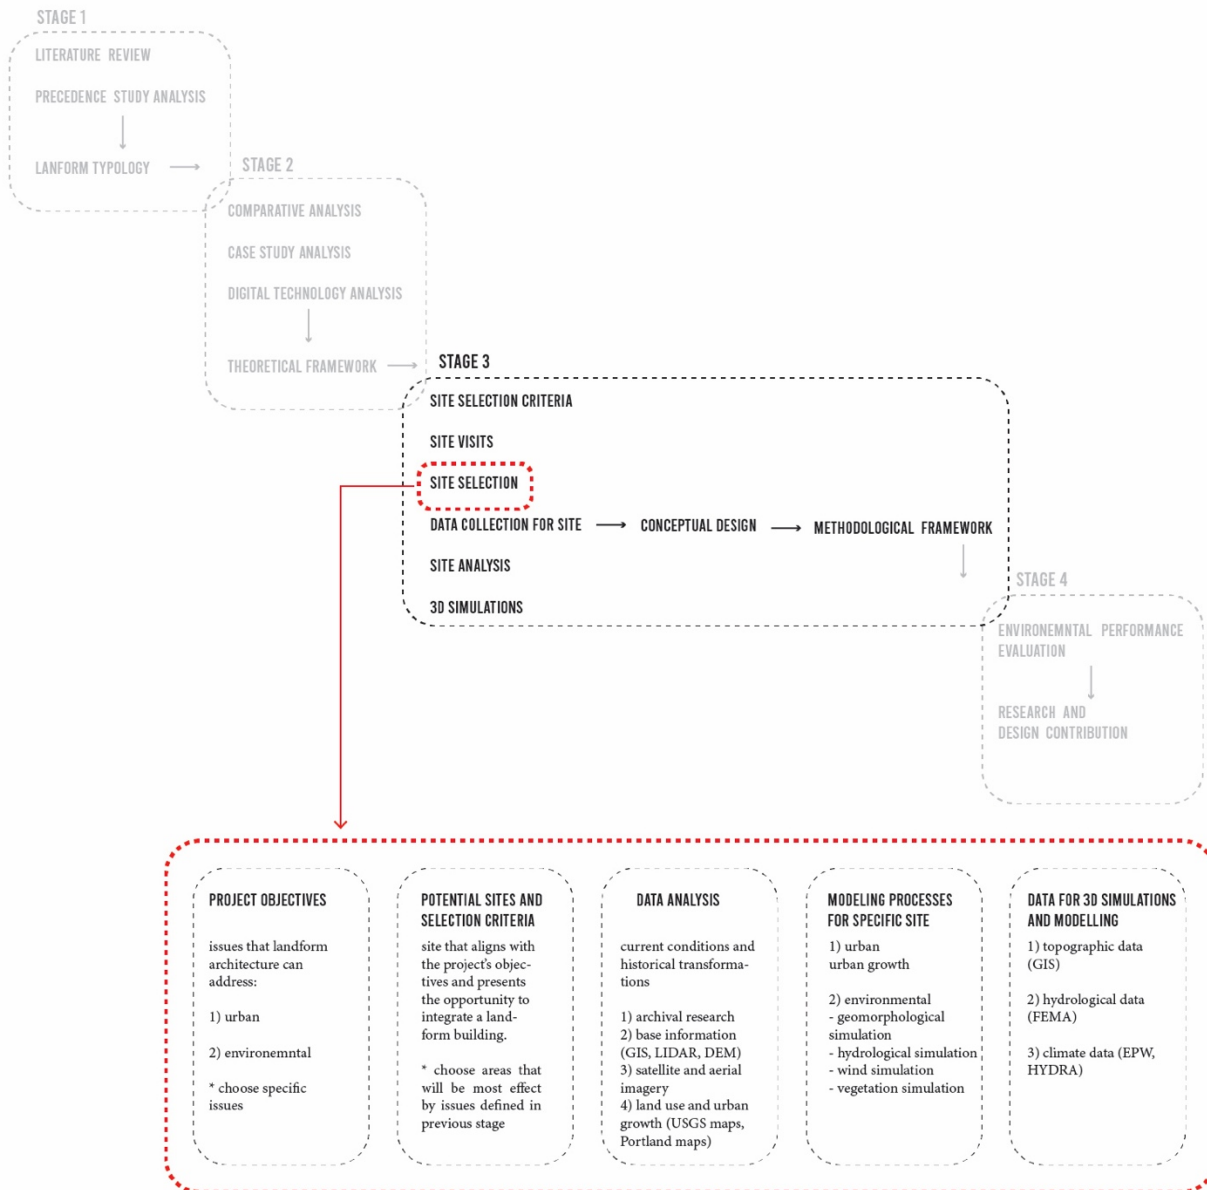 STAGE 1
LITERATURE REVIEW
PRECEDENCE STUDY ANALYSIS
LANFORM TYPOLOGY
STAGE 2
COMPARATIVE ANALYSIS
CASE STUDY ANALYSIS
DIGITAL TECHNOLOGY ANALYSIS
THEORETICAL FRAMEWORK
STAGE 3
SITE SELECTION CRITERIA
SITE VISITS
SITE SELECTION
DATA COLLECTION FOR SITE
CONCEPTUAL DESIGN
METHODOLOGICAL FRAMEWORK
SITE ANALYSIS
3D SIMULATIONS
STAGE 4
ENVIRONEMNTAL PERFORMANCE
EVALUATION
RESEARCH AND
DESIGN CONTRIBUTION
PROJECT OBJECTIVES
issues that landform
architecture can
address:
1) urban
2) environemntal
* choose specific
issues
POTENTIAL SITES AND
SELECTION CRITERIA
site that aligns with
the project's objec-
tives and presents
the opportunity to
integrate a land-
form building.
* choose areas that
will be most effect
by issues defined in
previous stage
DATA ANALYSIS
current conditions and
historical transforma-
tions
1) archival research
2) base information
(GIS, LIDAR, DEM)
3) satellite and aerial
imagery
4) land use and urban
growth (USGS maps,
Portland maps)
MODELING PROCESSES
FOR SPECIFIC SITE
1) urban
urban growth
2) environmental
- geomorphological
simulation
- hydrological simulation
- wind simulation
- vegetation simulation
DATA FOR 3D SIMULATIONS
AND MODELLING
1) topographic data
(GIS)
2) hydrological data
(FEMA)
3) climate data (EPW,
HYDRA)